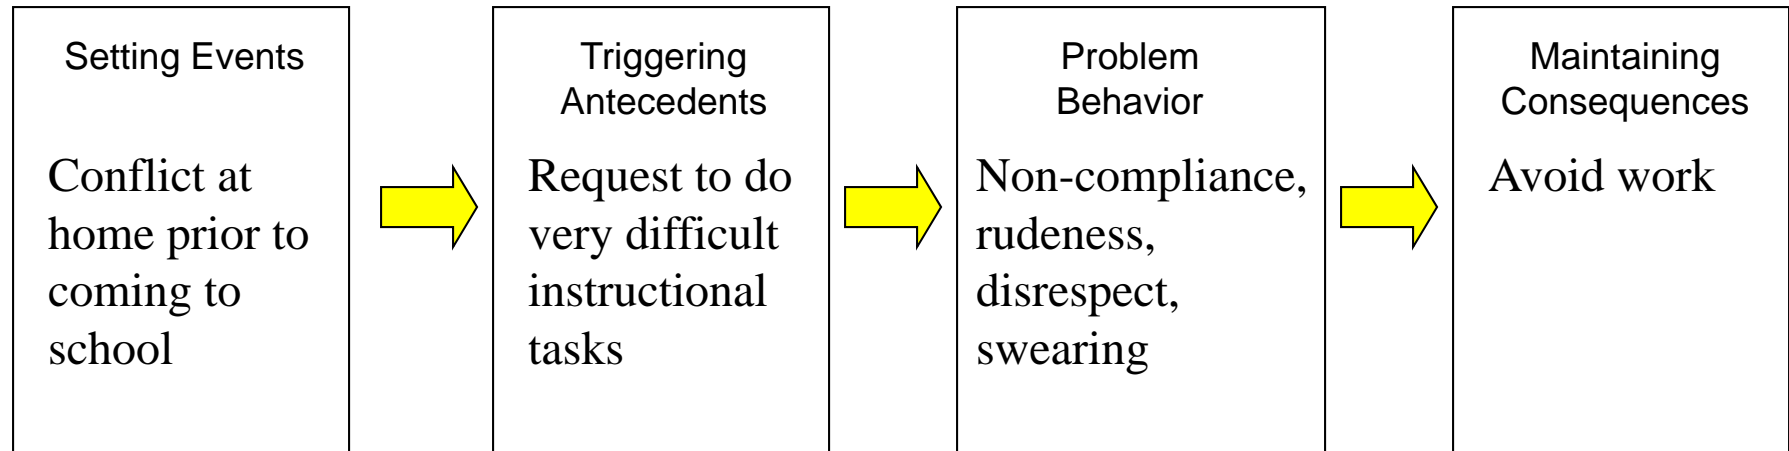 Setting Events
Conflict at
home prior to
coming to
school
Triggering
Antecedents
Request to do
very difficult
instructional
tasks
Problem
Behavior
Non-compliance,
rudeness,
disrespect,
swearing
Maintaining
Consequences
Avoid work